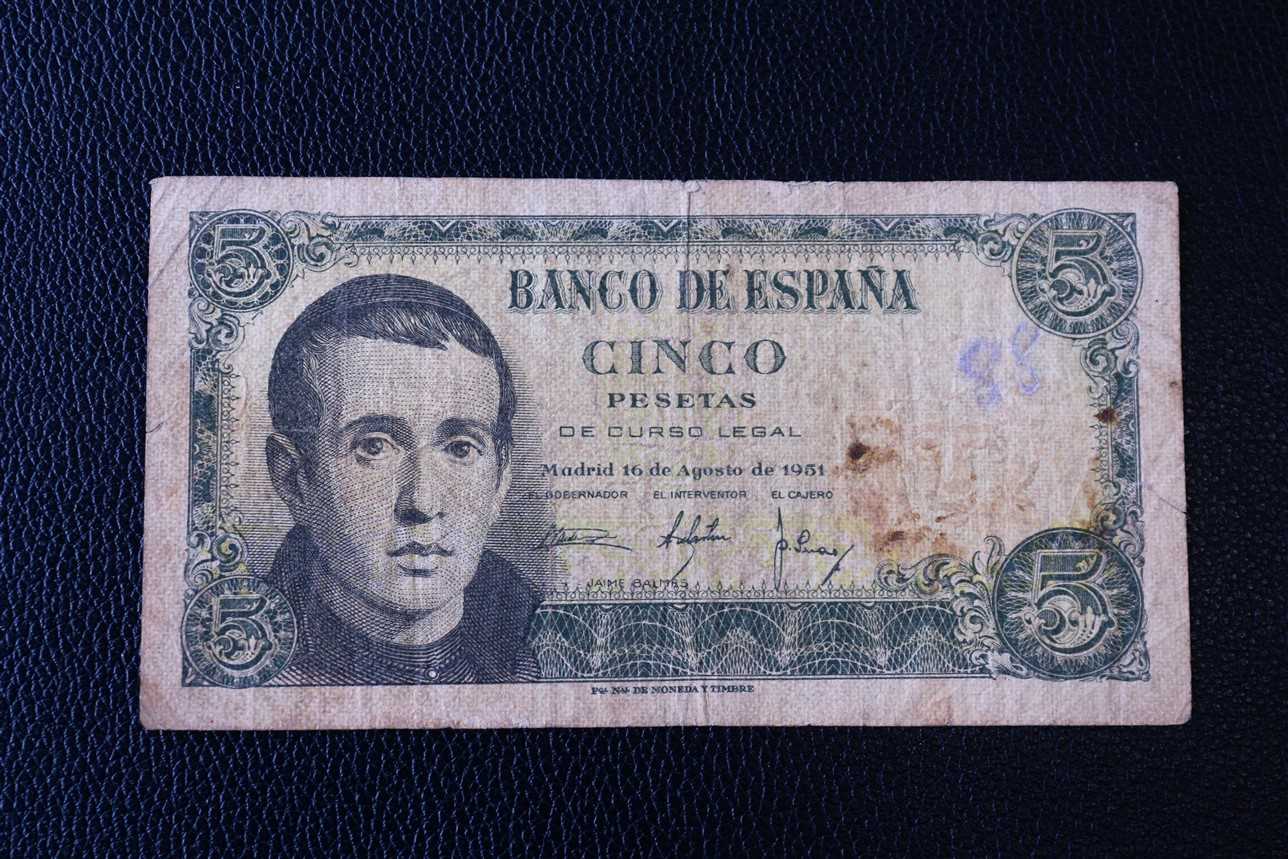 5 5
BANCO DE ESPAÑA
CINCO
88
PESETAS
DE CURSO LEGAL
Madrid 16 de Agosto de 1951
EL GOBERNADOR EL INTERVENTOR EL CAJERO
JAIME BALMES
5 5
Fca. Nal. DE MONEDA Y TIMBRE